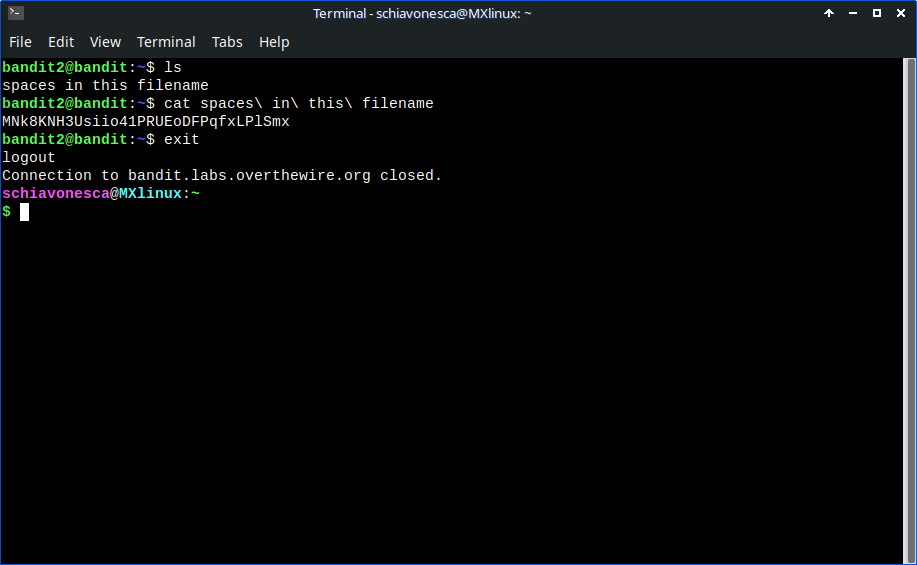 Terminal - schiavonesca@MXlinux: ~
File Edit View Terminal Tabs Help
bandit2@bandit:~$ ls
spaces in this filename
bandit2@bandit:~$ cat spaces\ in\ this\ filename
MNk8KNH3Usiio41PRUEoDFPqfxLPlSmx
bandit2@bandit:~$ exit
logout
Connection to bandit.labs.overthewire.org closed.
schiavonesca@MXlinux:~
$